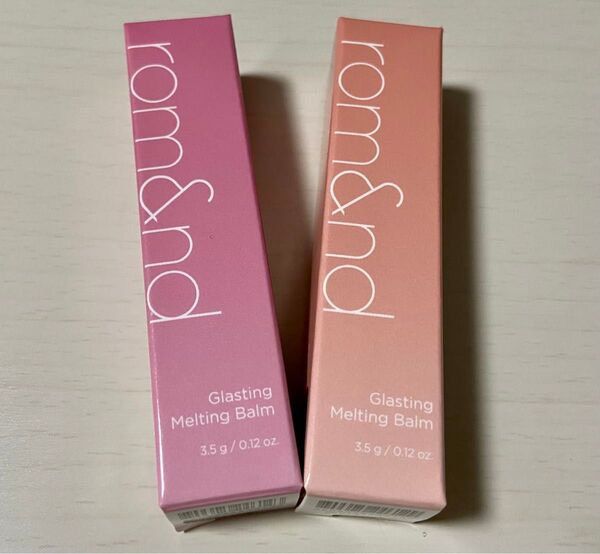 rom&nd
Glasting
Melting Balm
3.5 g / 0.12 oz.
rom&nd
Glasting
Melting Balm
3.5 g / 0.12 oz.